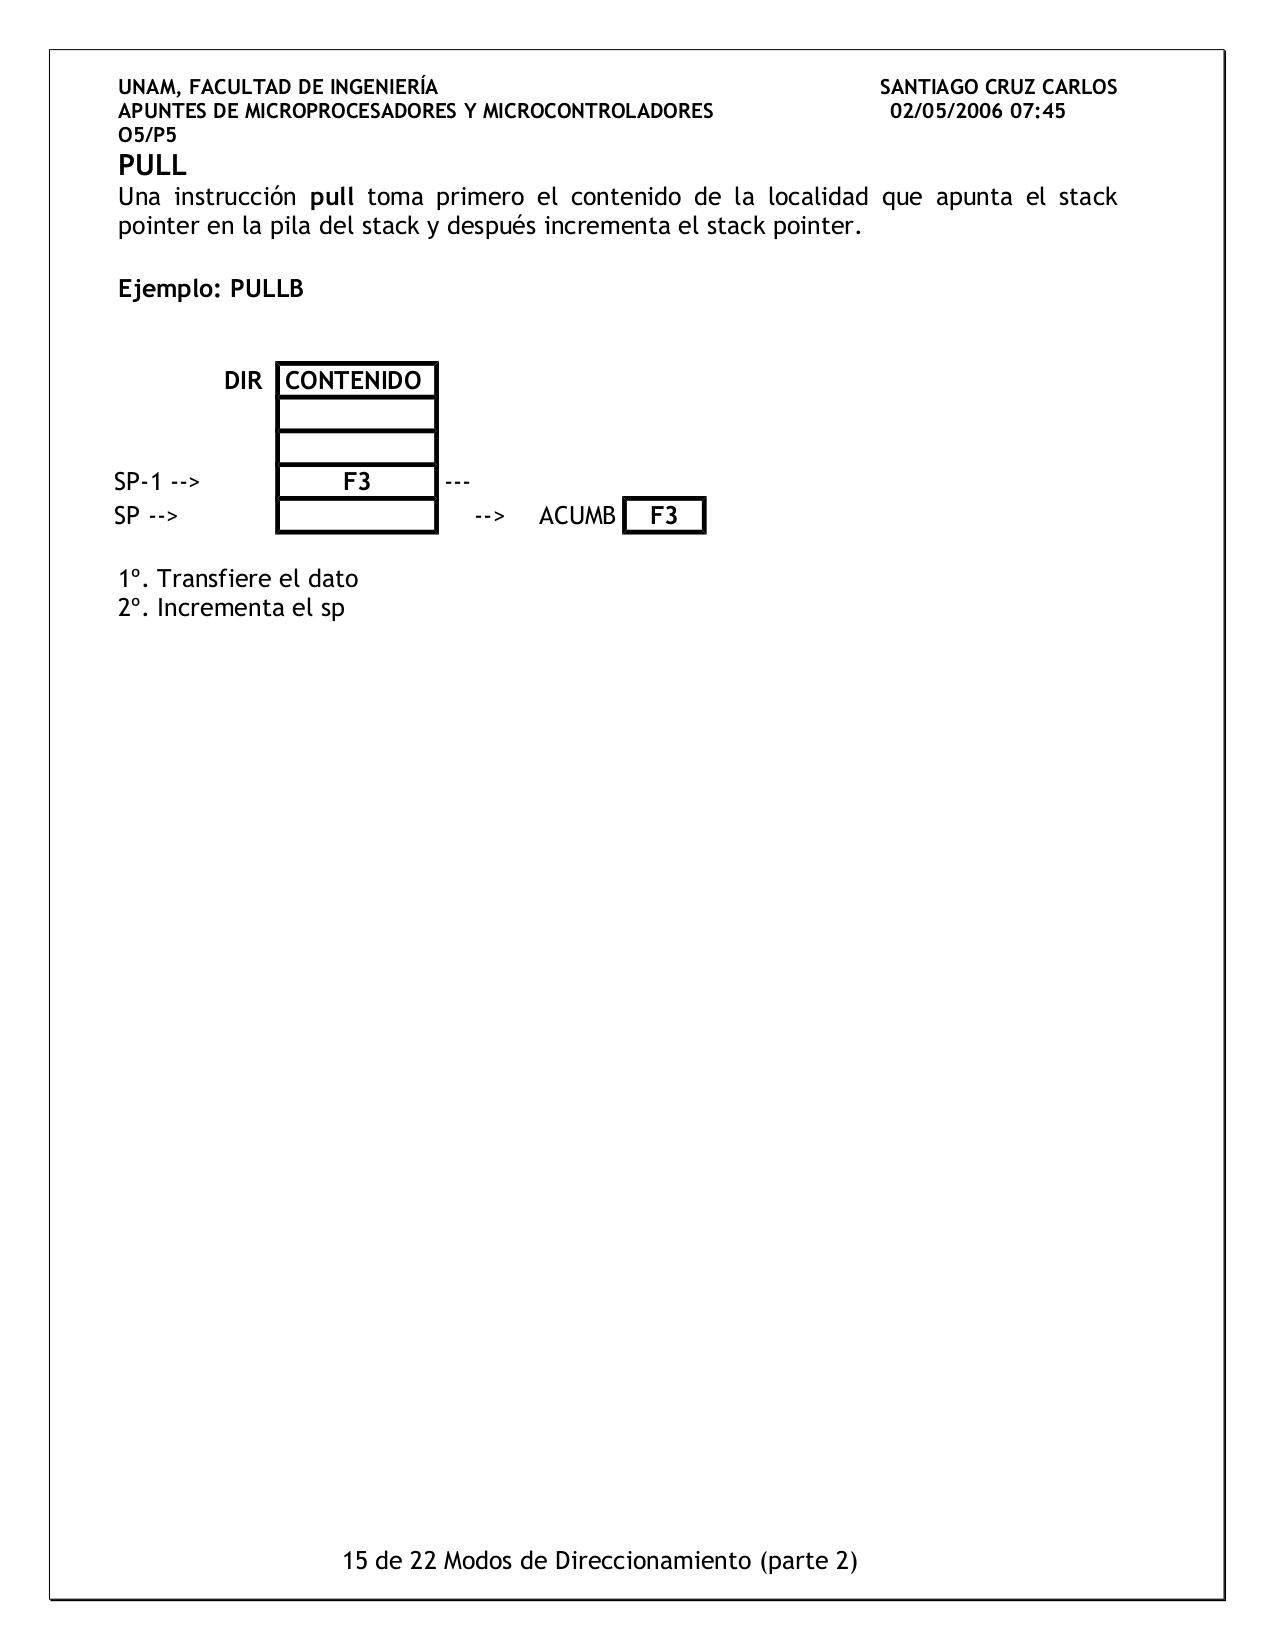 UNAM, FACULTAD DE INGENIERÍA SANTIAGO CRUZ CARLOS
APUNTES DE MICROPROCESADORES Y MICROCONTROLADORES 02/05/2006 07:45
O5/P5
PULL
Una instrucción pull toma primero el contenido de la localidad que apunta el stack
pointer en la pila del stack y después incrementa el stack pointer.
Ejemplo: PULLB
DIR CONTENIDO
SP-1 --> F3 ---
SP --> --> ACUMB F3
1º. Transfiere el dato
2º. Incrementa el sp
15 de 22 Modos de Direccionamiento (parte 2)